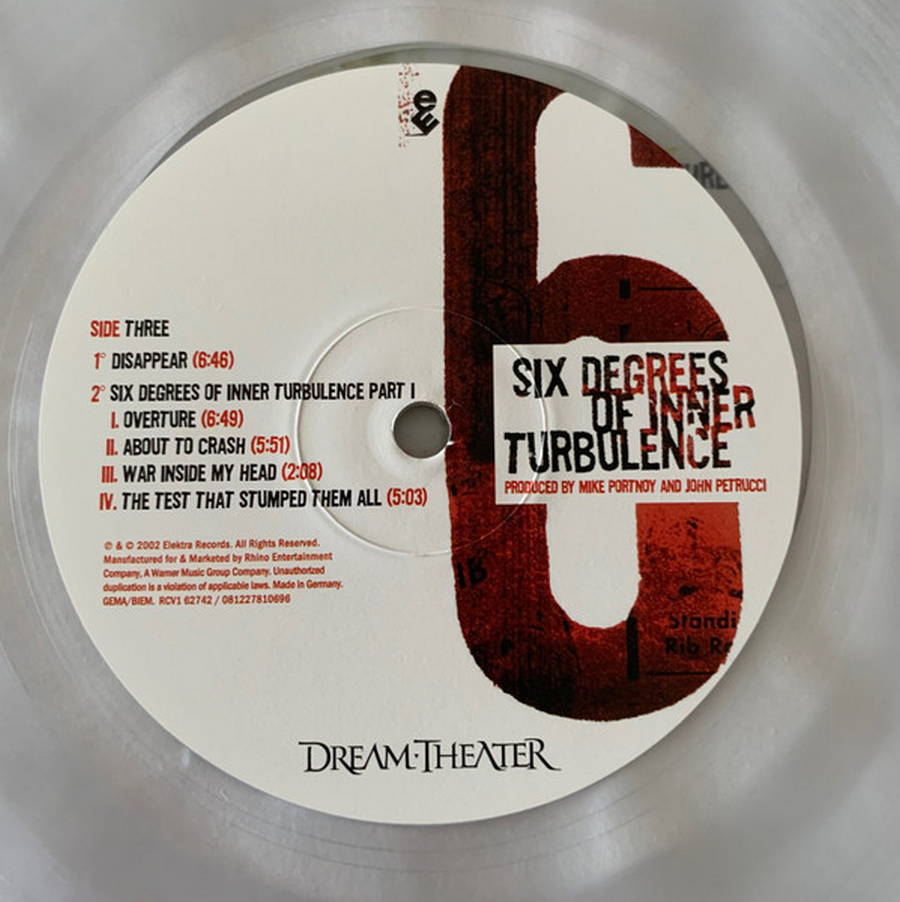 SIDE THREE
1° DISAPPEAR (6:46)
2° SIX DEGREES OF INNER TURBULENCE PART I
I. OVERTURE (6:49)
II. ABOUT TO CRASH (5:51)
III. WAR INSIDE MY HEAD (2:08)
IV. THE TEST THAT STUMPED THEM ALL (5:03)
℗ & © 2002 Elektra Records. All Rights Reserved.
Manufactured for & Marketed by Rhino Entertainment
Company, A Warner Music Group Company. Unauthorized
duplication is a violation of applicable laws. Made in Germany.
GEMA/BIEM. RCV1 62742 / 081227810696
SIX DEGREES
OF INNER
TURBULENCE
PRODUCED BY MIKE PORTNOY AND JOHN PETRUCCI
Standi
Rib Ro
DREAM·THEATER